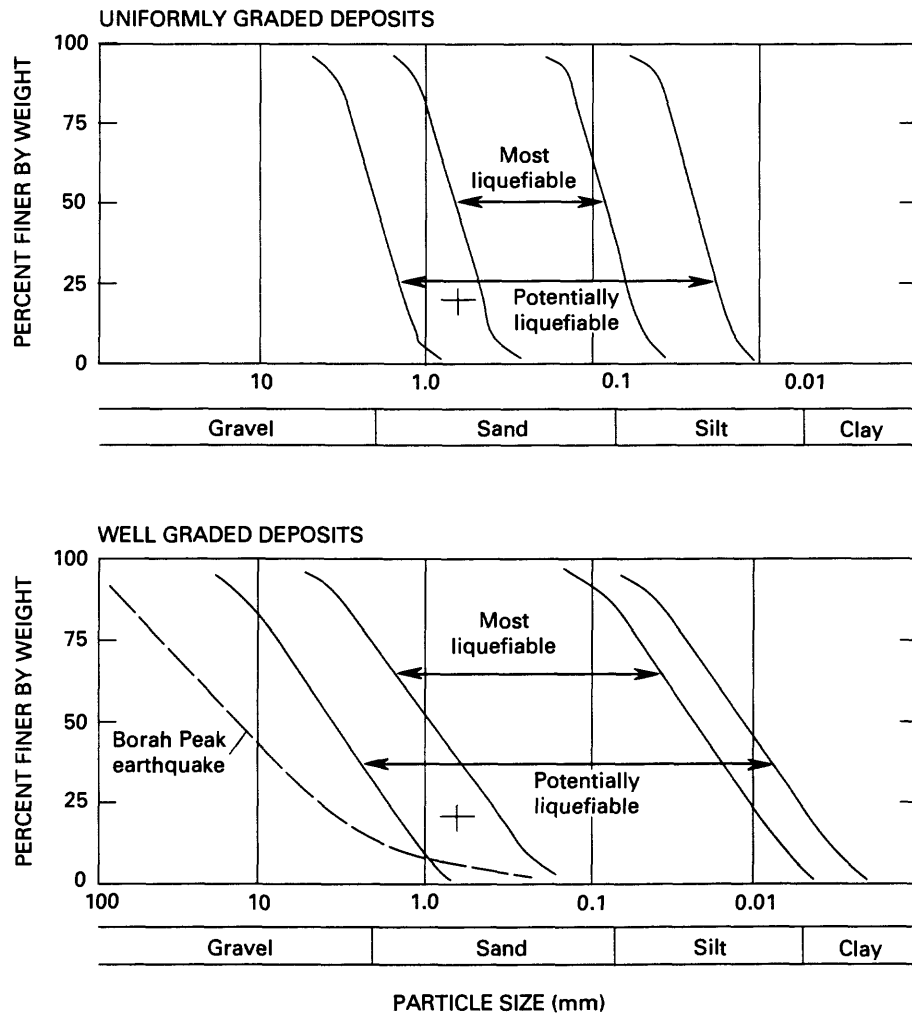 UNIFORMLY GRADED DEPOSITS
PERCENT FINER BY WEIGHT
100
75
50
25
0
Most
liquefiable
Potentially
liquefiable
10
1.0
0.1
0.01
Gravel
Sand
Silt
Clay
WELL GRADED DEPOSITS
PERCENT FINER BY WEIGHT
100
75
50
25
0
Most
liquefiable
Borah Peak
earthquake
Potentially
liquefiable
100
10
1.0
0.1
0.01
Gravel
Sand
Silt
Clay
PARTICLE SIZE (mm)